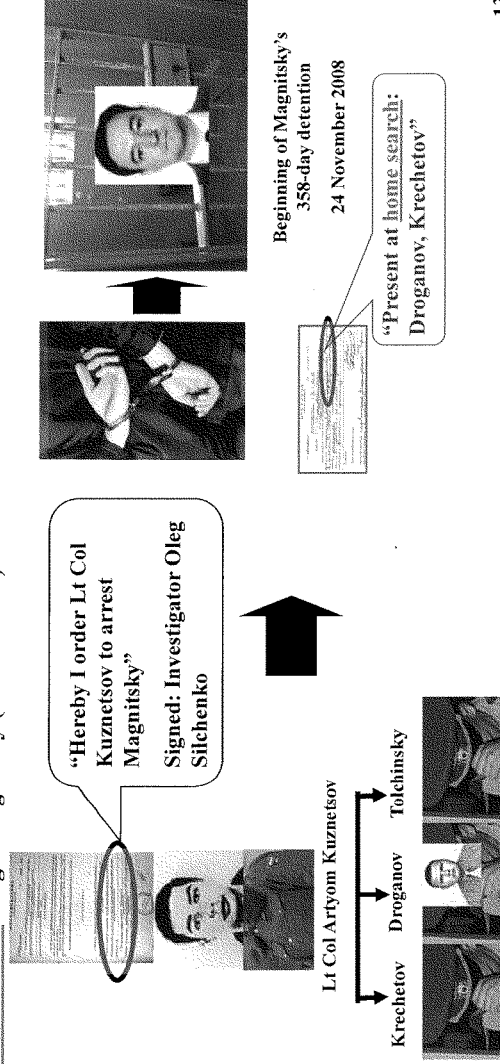 "Hereby I order Lt Col
Kuznetsov to arrest
Magnitsky"
Signed: Investigator Oleg
Silchenko
Lt Col Artyom Kuznetsov
Krechetov
Droganov
Tolchinsky
Beginning of Magnitsky's
358-day detention
24 November 2008
"Present at home search:
Droganov, Krechetov"